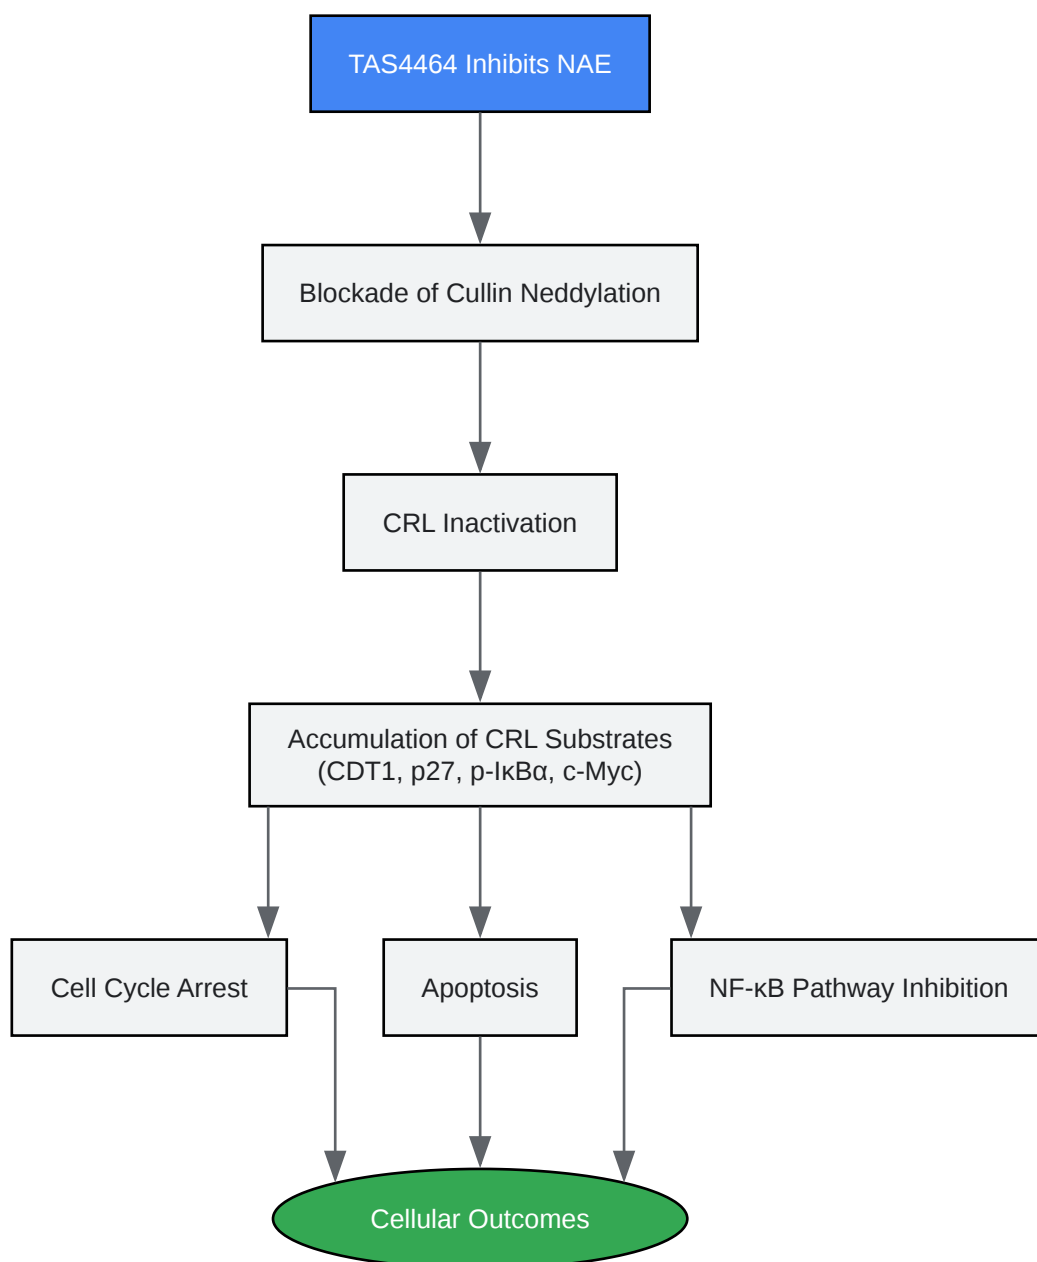 TAS4464 Inhibits NAE
Blockade of Cullin Neddylation
CRL Inactivation
Accumulation of CRL Substrates
(CDT1, p27, p-IκBα, c-Myc)
Cell Cycle Arrest
Apoptosis
NF-κB Pathway Inhibition
Cellular Outcomes